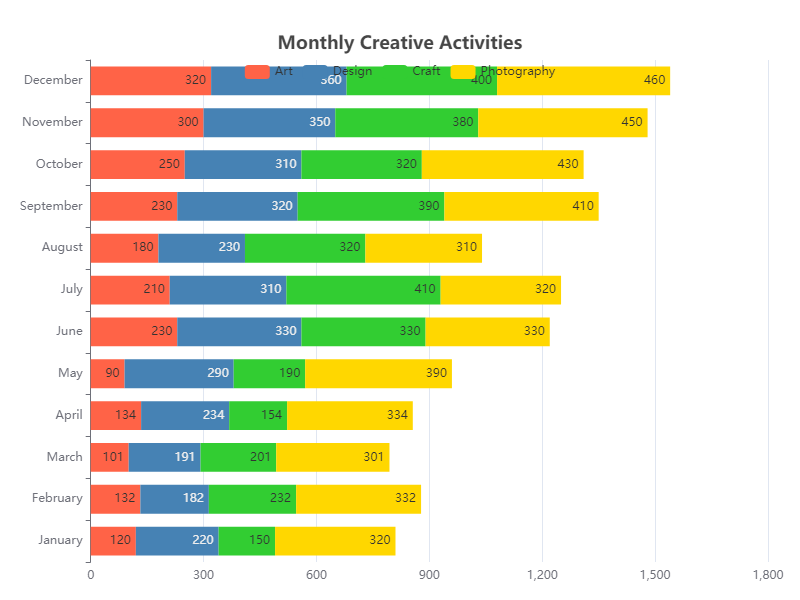 Monthly Creative Activities
Art Design Craft Photography
December 320 360 400 460
November 300 350 380 450
October 250 310 320 430
September 230 320 390 410
August 180 230 320 310
July 210 310 410 320
June 230 330 330 330
May 90 290 190 390
April 134 234 154 334
March 101 191 201 301
February 132 182 232 332
January 120 220 150 320
0 300 600 900 1,200 1,500 1,800